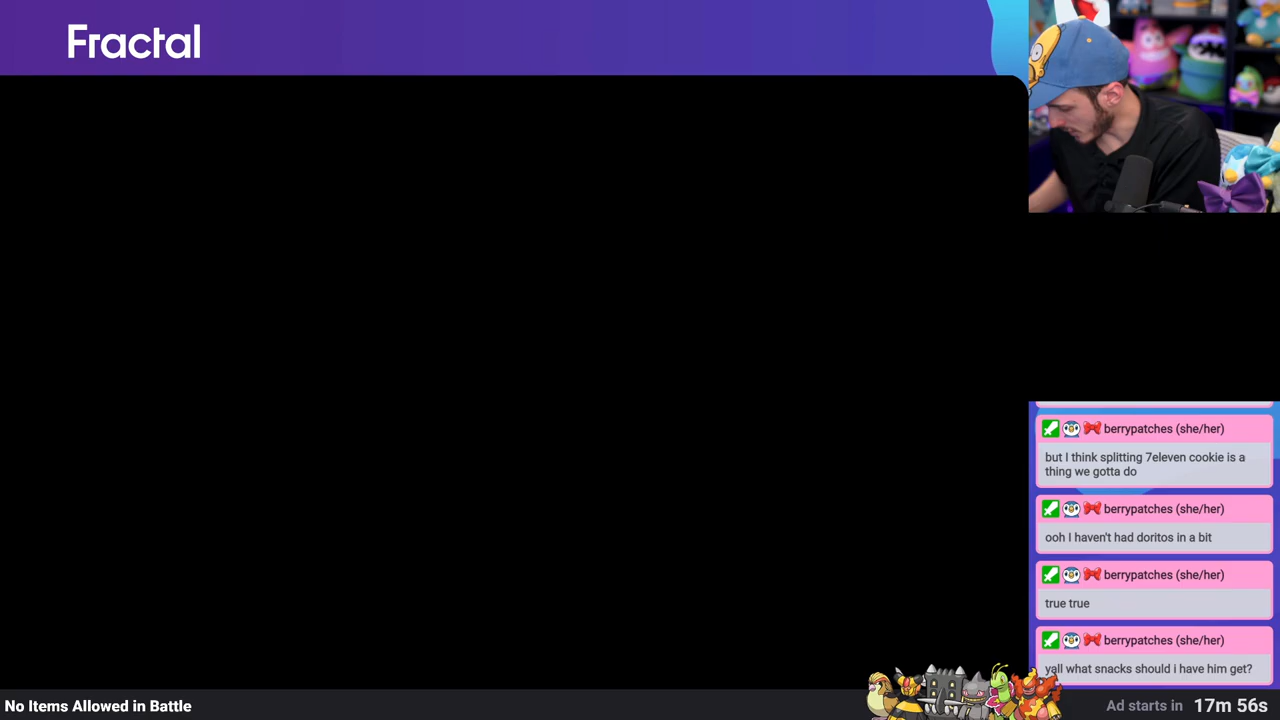 Fractal
berrypatches (she/her)
but I think splitting 7eleven cookie is a
thing we gotta do
berrypatches (she/her)
ooh I haven't had doritos in a bit
berrypatches (she/her)
true true
berrypatches (she/her)
yall what snacks should i have him get?
No Items Allowed in Battle
Ad starts in 17m 56s